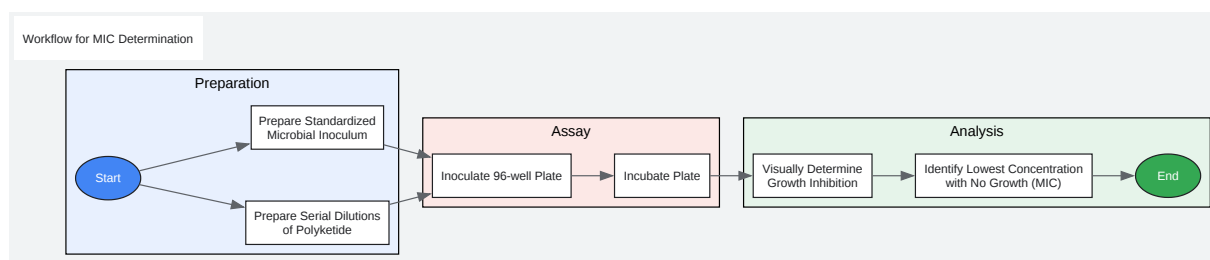 Workflow for MIC Determination
Preparation
Start
Prepare Standardized
Microbial Inoculum
Prepare Serial Dilutions
of Polyketide
Assay
Inoculate 96-well Plate
Incubate Plate
Analysis
Visually Determine
Growth Inhibition
Identify Lowest Concentration
with No Growth (MIC)
End